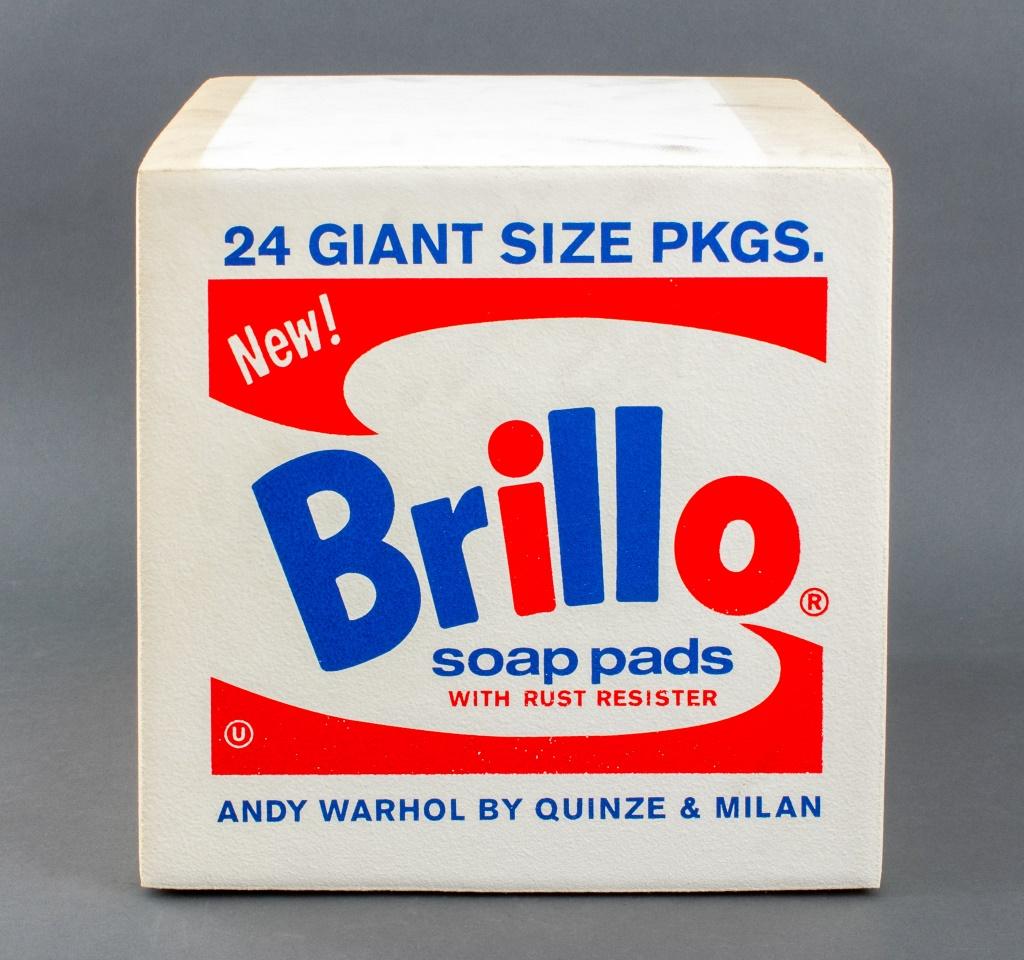 24 GIANT SIZE PKGS.
New!
Brillo®
soap pads
WITH RUST RESISTER
U
ANDY WARHOL BY QUINZE & MILAN